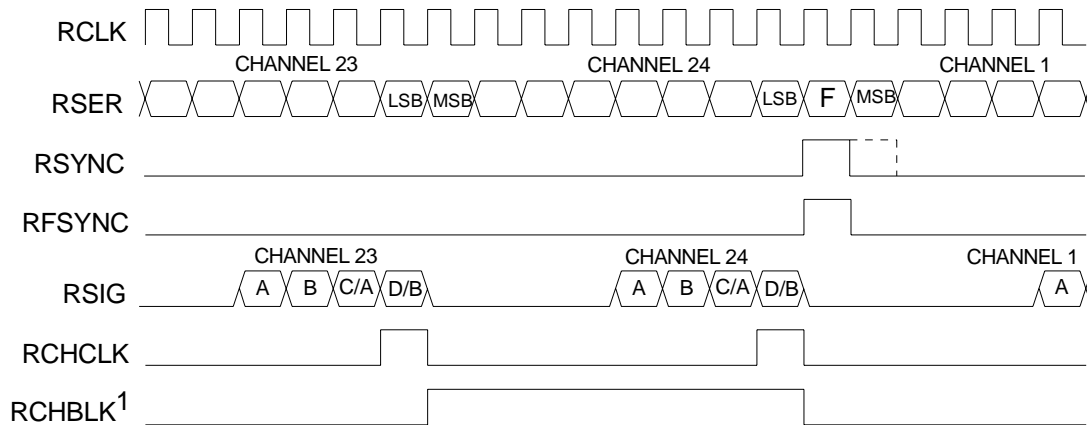 RCLK
CHANNEL 23 CHANNEL 24 CHANNEL 1
RSER LSB MSB LSB F MSB
RSYNC
RFSYNC
CHANNEL 23 CHANNEL 24 CHANNEL 1
RSIG A B C/A D/B A B C/A D/B A
RCHCLK
RCHBLK1